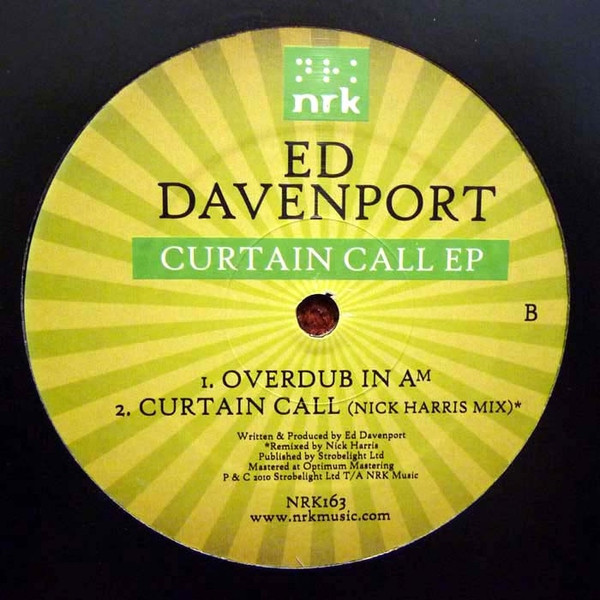 nrk
ED
DAVENPORT
CURTAIN CALL EP
B
1. OVERDUB IN AM
2. CURTAIN CALL (NICK HARRIS MIX)*
Written & Produced by Ed Davenport
*Remixed by Nick Harris
Published by Strobelight Ltd
Mastered at Optimum Mastering
P & C 2010 Strobelight Ltd T/A NRK Music
NRK163
www.nrkmusic.com